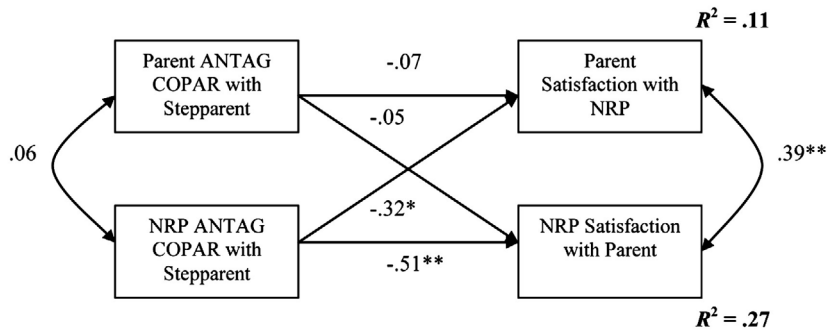 R² = .11
Parent ANTAG
COPAR with
Stepparent
-.07
Parent
Satisfaction with
NRP
-.05
.06
.39**
-.32*
NRP ANTAG
COPAR with
Stepparent
NRP Satisfaction
with Parent
-.51**
R² = .27